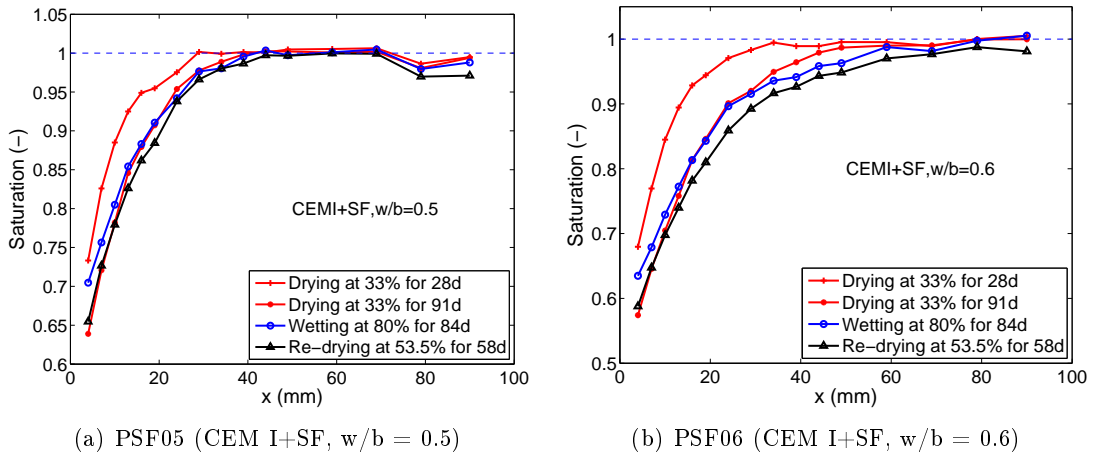 1.05
1
0.95
0.9
0.85
0.8
0.75
0.7
0.65
0.6
Saturation (−)
0 20 40 60 80 100
x (mm)
CEMI+SF,w/b=0.5
Drying at 33% for 28d
Drying at 33% for 91d
Wetting at 80% for 84d
Re−drying at 53.5% for 58d
(a) PSF05 (CEM I+SF, w/b = 0.5)
1
0.9
0.8
0.7
0.6
0.5
Saturation (−)
0 20 40 60 80 100
x (mm)
CEMI+SF,w/b=0.6
Drying at 33% for 28d
Drying at 33% for 91d
Wetting at 80% for 84d
Re−drying at 53.5% for 58d
(b) PSF06 (CEM I+SF, w/b = 0.6)